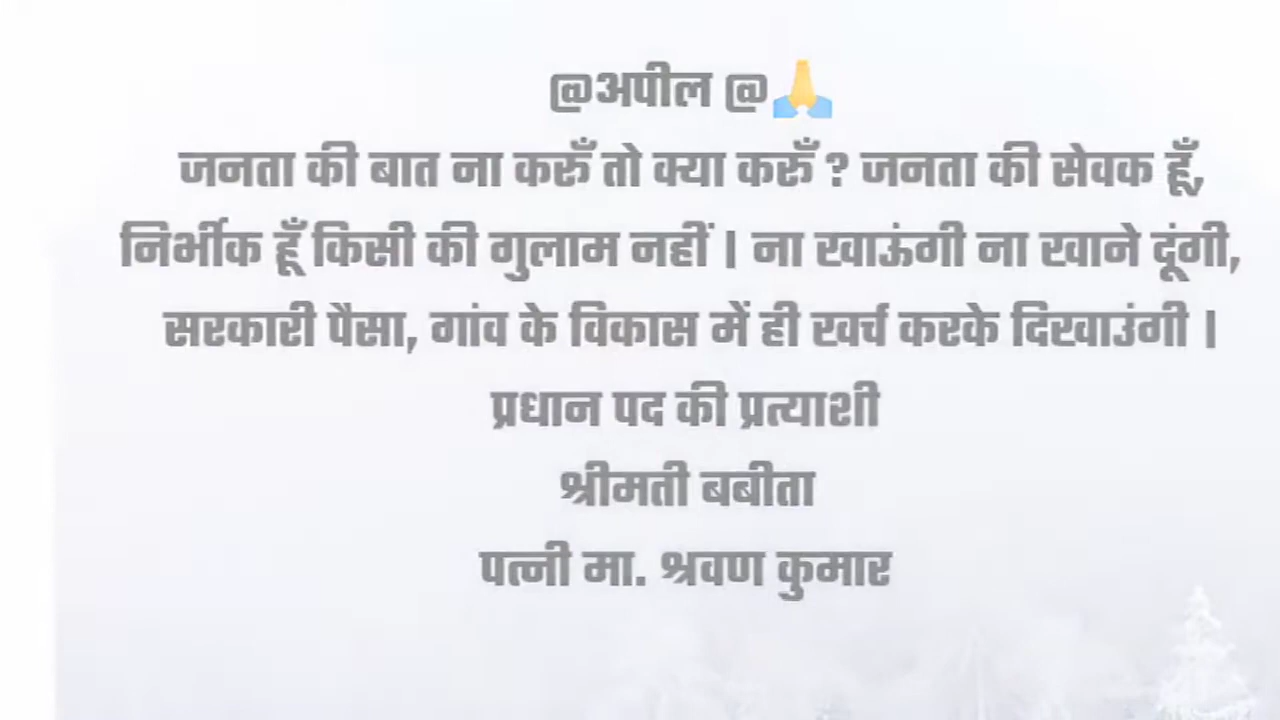 @अपील @🙏
जनता की बात ना करुँ तो क्या करुँ ? जनता की सेवक हूँ,
निर्भीक हूँ किसी की गुलाम नहीं | ना खाऊंगी ना खाने दूंगी,
सरकारी पैसा, गांव के विकास में ही खर्च करके दिखाउंगी |
प्रधान पद की प्रत्याशी
श्रीमती बबीता
पत्नी मा. श्रवण कुमार